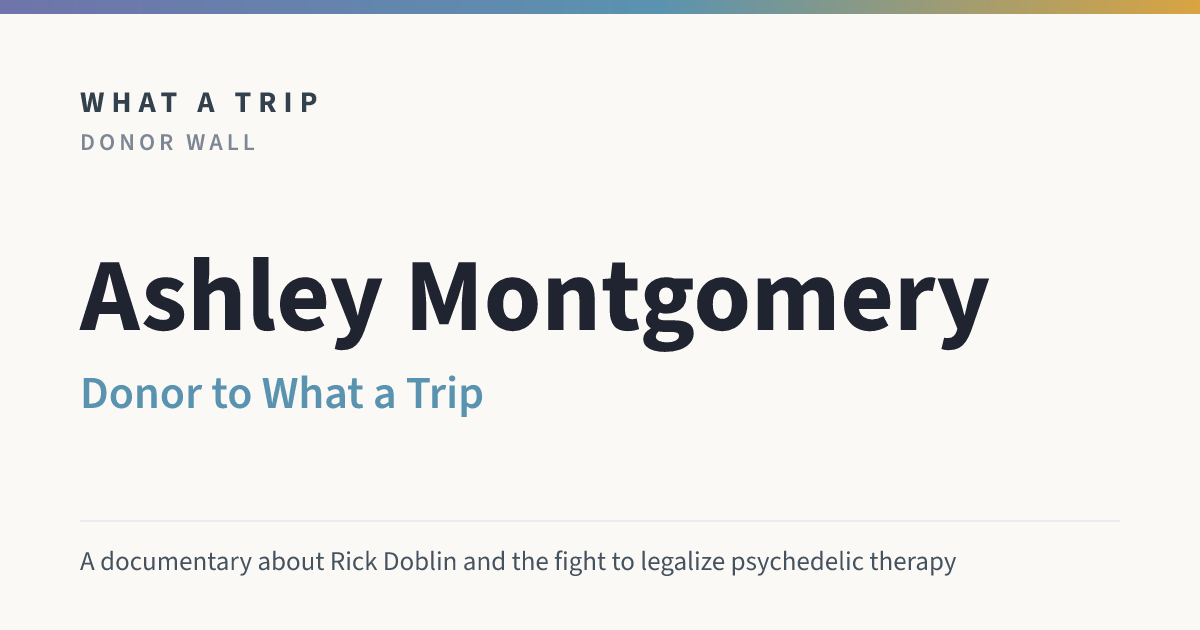 WHAT A TRIP
DONOR WALL
Ashley Montgomery
Donor to What a Trip
A documentary about Rick Doblin and the fight to legalize psychedelic therapy